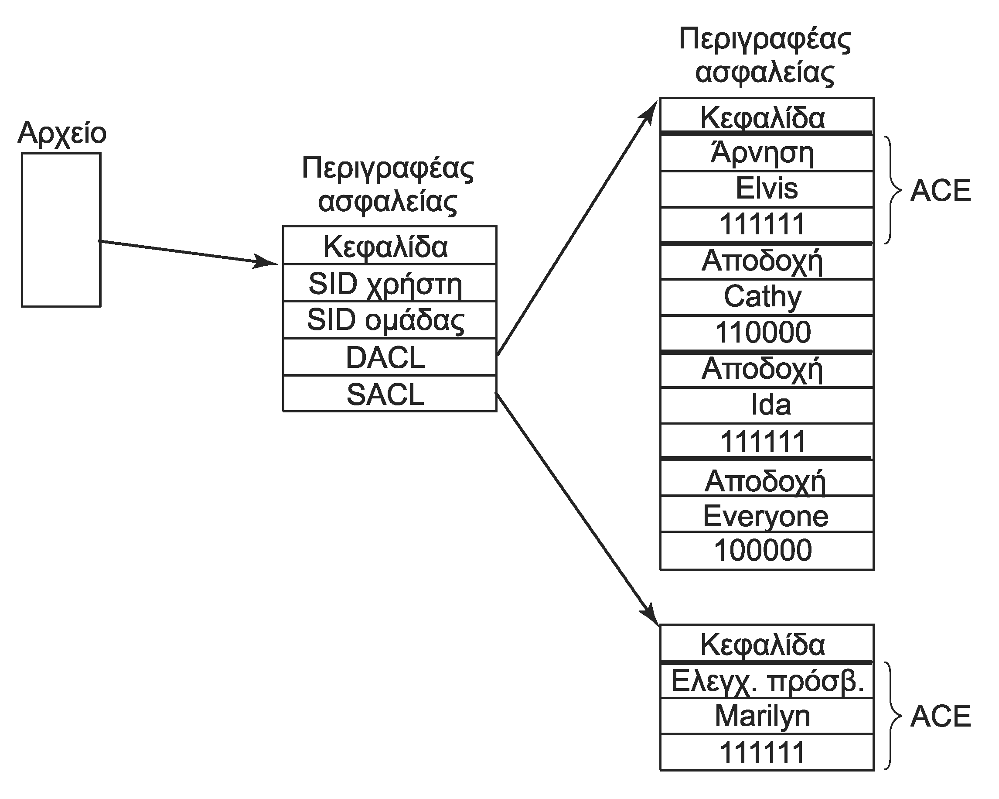 Αρχείο
Περιγραφέας
ασφαλείας
Κεφαλίδα
SID χρήστη
SID ομάδας
DACL
SACL
Περιγραφέας
ασφαλείας
Κεφαλίδα
Άρνηση
Elvis
111111
ACE
Αποδοχή
Cathy
110000
Αποδοχή
Ida
111111
Αποδοχή
Everyone
100000
Κεφαλίδα
Ελεγχ. πρόσβ.
Marilyn
111111
ACE